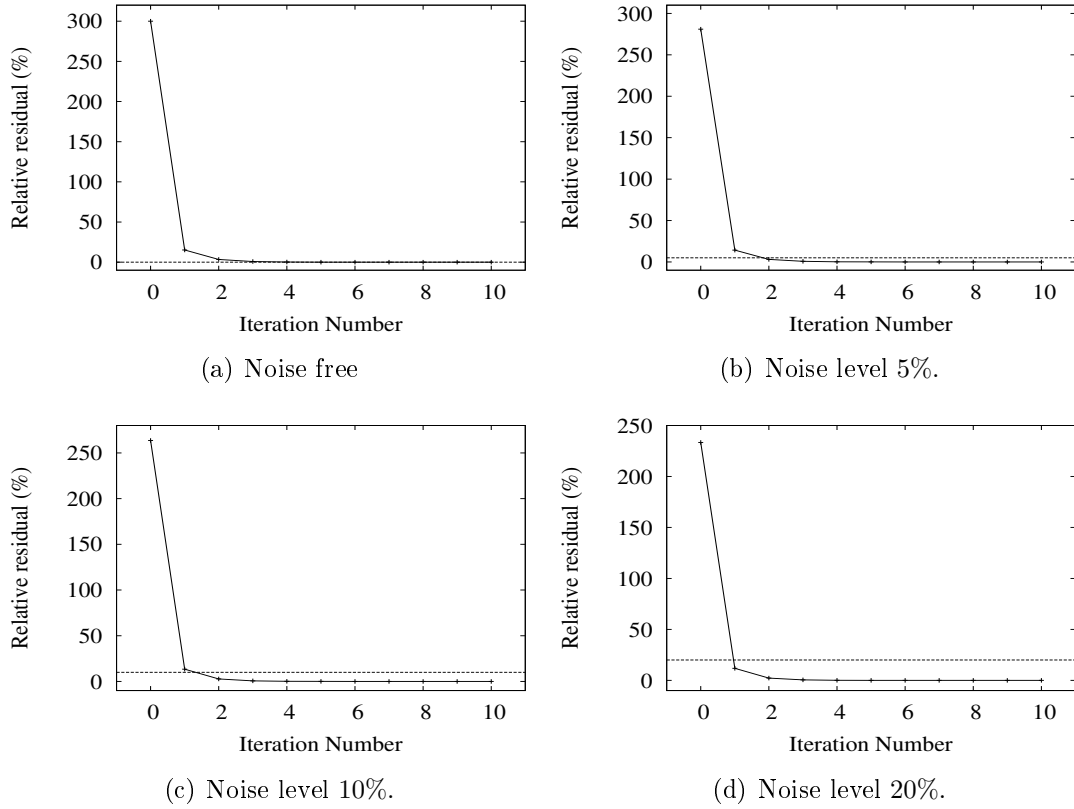 300
250
200
150
100
50
0
Relative residual (%)
0 2 4 6 8 10
Iteration Number
(a) Noise free
300
250
200
150
100
50
0
Relative residual (%)
0 2 4 6 8 10
Iteration Number
(b) Noise level 5%.
250
200
150
100
50
0
Relative residual (%)
0 2 4 6 8 10
Iteration Number
(c) Noise level 10%.
250
200
150
100
50
0
Relative residual (%)
0 2 4 6 8 10
Iteration Number
(d) Noise level 20%.